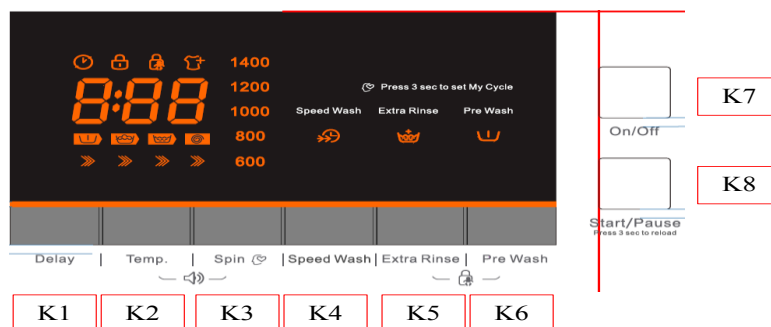 1400
8:88
1200
Press 3 sec to set My Cycle
1000
Speed Wash Extra Rinse Pre Wash
800
600
K7
On/Off
K8
Start/Pause
Press 3 sec to reload
Delay | Temp. | Spin | Speed Wash | Extra Rinse | Pre Wash
K1 K2 K3 K4 K5 K6